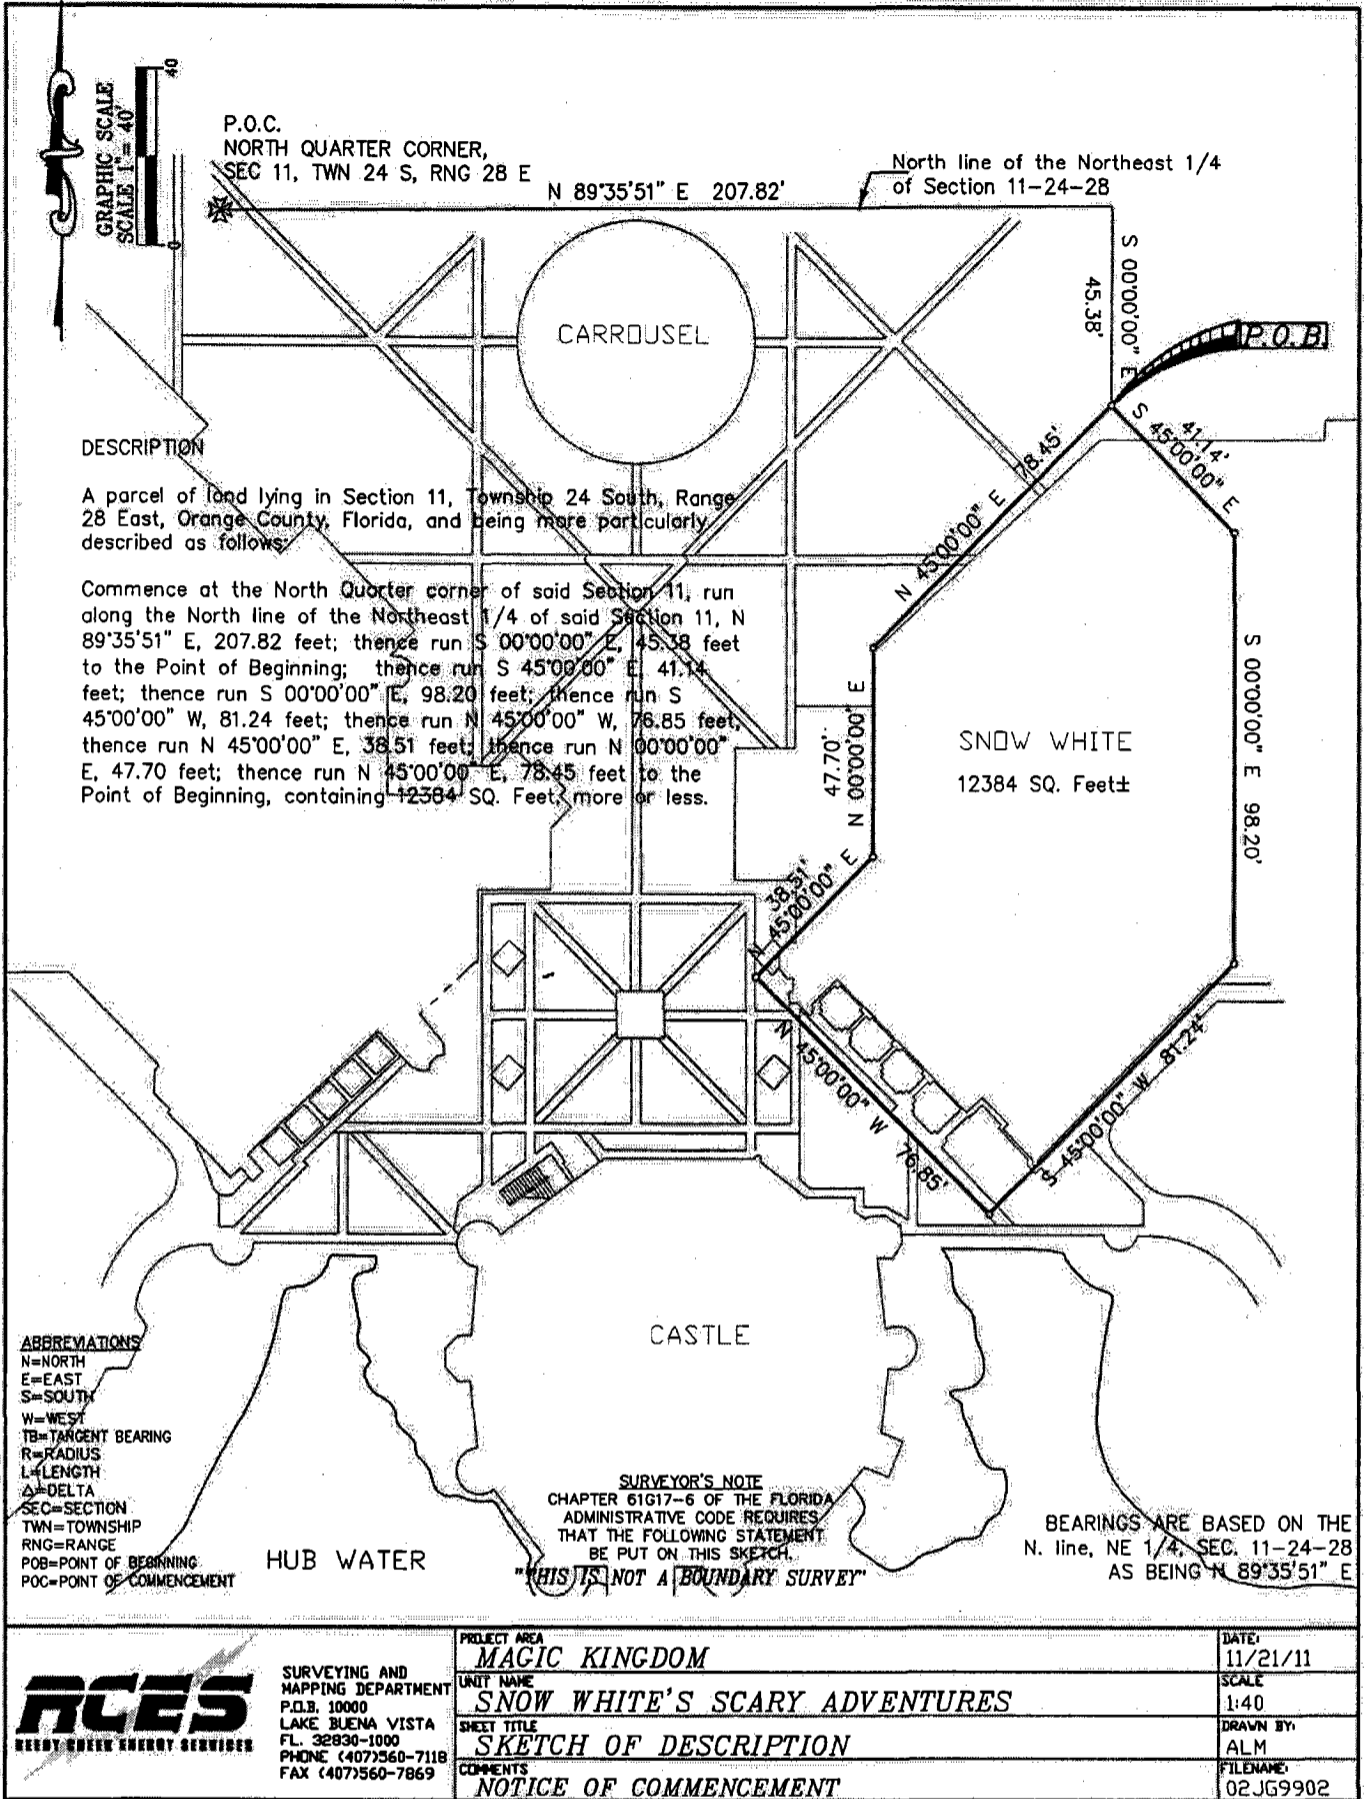 GRAPHIC SCALE
SCALE 1"= 40'
0
40
P.O.C.
NORTH QUARTER CORNER,
SEC 11, TWN 24 S, RNG 28 E
N 89°35'51" E 207.82'
North line of the Northeast 1/4
of Section 11-24-28
S 00°00'00" E
45.38'
P.O.B.
CARROUSEL
41.14'
S 45°00'00" E
78.45'
N 45°00'00" E
DESCRIPTION
A parcel of land lying in Section 11, Township 24 South, Range
28 East, Orange County, Florida, and being more particularly
described as follows:
Commence at the North Quarter corner of said Section 11, run
along the North line of the Northeast 1/4 of said Section 11, N
89°35'51" E, 207.82 feet; thence run S 00°00'00" E, 45.38 feet
to the Point of Beginning; thence run S 45°00'00" E, 41.14
feet; thence run S 00°00'00" E, 98.20 feet; thence run S
45°00'00" W, 81.24 feet; thence run N 45°00'00" W, 76.85 feet,
thence run N 45°00'00" E, 38.51 feet; thence run N 00°00'00"
E, 47.70 feet; thence run N 45°00'00" E, 78.45 feet to the
Point of Beginning, containing 12384 SQ. Feet, more or less.
47.70'
N 00°00'00" E
SNOW WHITE
12384 SQ. Feet±
S 00°00'00" E 98.20'
38.51'
N 45°00'00" E
N 45°00'00" W 76.85'
S 45°00'00" W 81.24'
CASTLE
ABBREVIATIONS
N=NORTH
E=EAST
S=SOUTH
W=WEST
TB=TANGENT BEARING
R=RADIUS
L=LENGTH
Δ=DELTA
SEC=SECTION
TWN=TOWNSHIP
RNG=RANGE
POB=POINT OF BEGINNING
POC=POINT OF COMMENCEMENT
HUB WATER
SURVEYOR'S NOTE
CHAPTER 61G17-6 OF THE FLORIDA
ADMINISTRATIVE CODE REQUIRES
THAT THE FOLLOWING STATEMENT
BE PUT ON THIS SKETCH.
"THIS IS NOT A BOUNDARY SURVEY"
BEARINGS ARE BASED ON THE
N. line, NE 1/4, SEC. 11-24-28
AS BEING N 89°35'51" E
RCES
REEDY CREEK ENERGY SERVICES
SURVEYING AND
MAPPING DEPARTMENT
P.O.B. 10000
LAKE BUENA VISTA
FL. 32830-1000
PHONE (407)560-7118
FAX (407)560-7869
PROJECT AREA
MAGIC KINGDOM
UNIT NAME
SNOW WHITE'S SCARY ADVENTURES
SHEET TITLE
SKETCH OF DESCRIPTION
COMMENTS
NOTICE OF COMMENCEMENT
DATE:
11/21/11
SCALE
1:40
DRAWN BY:
ALM
FILENAME:
02JG9902